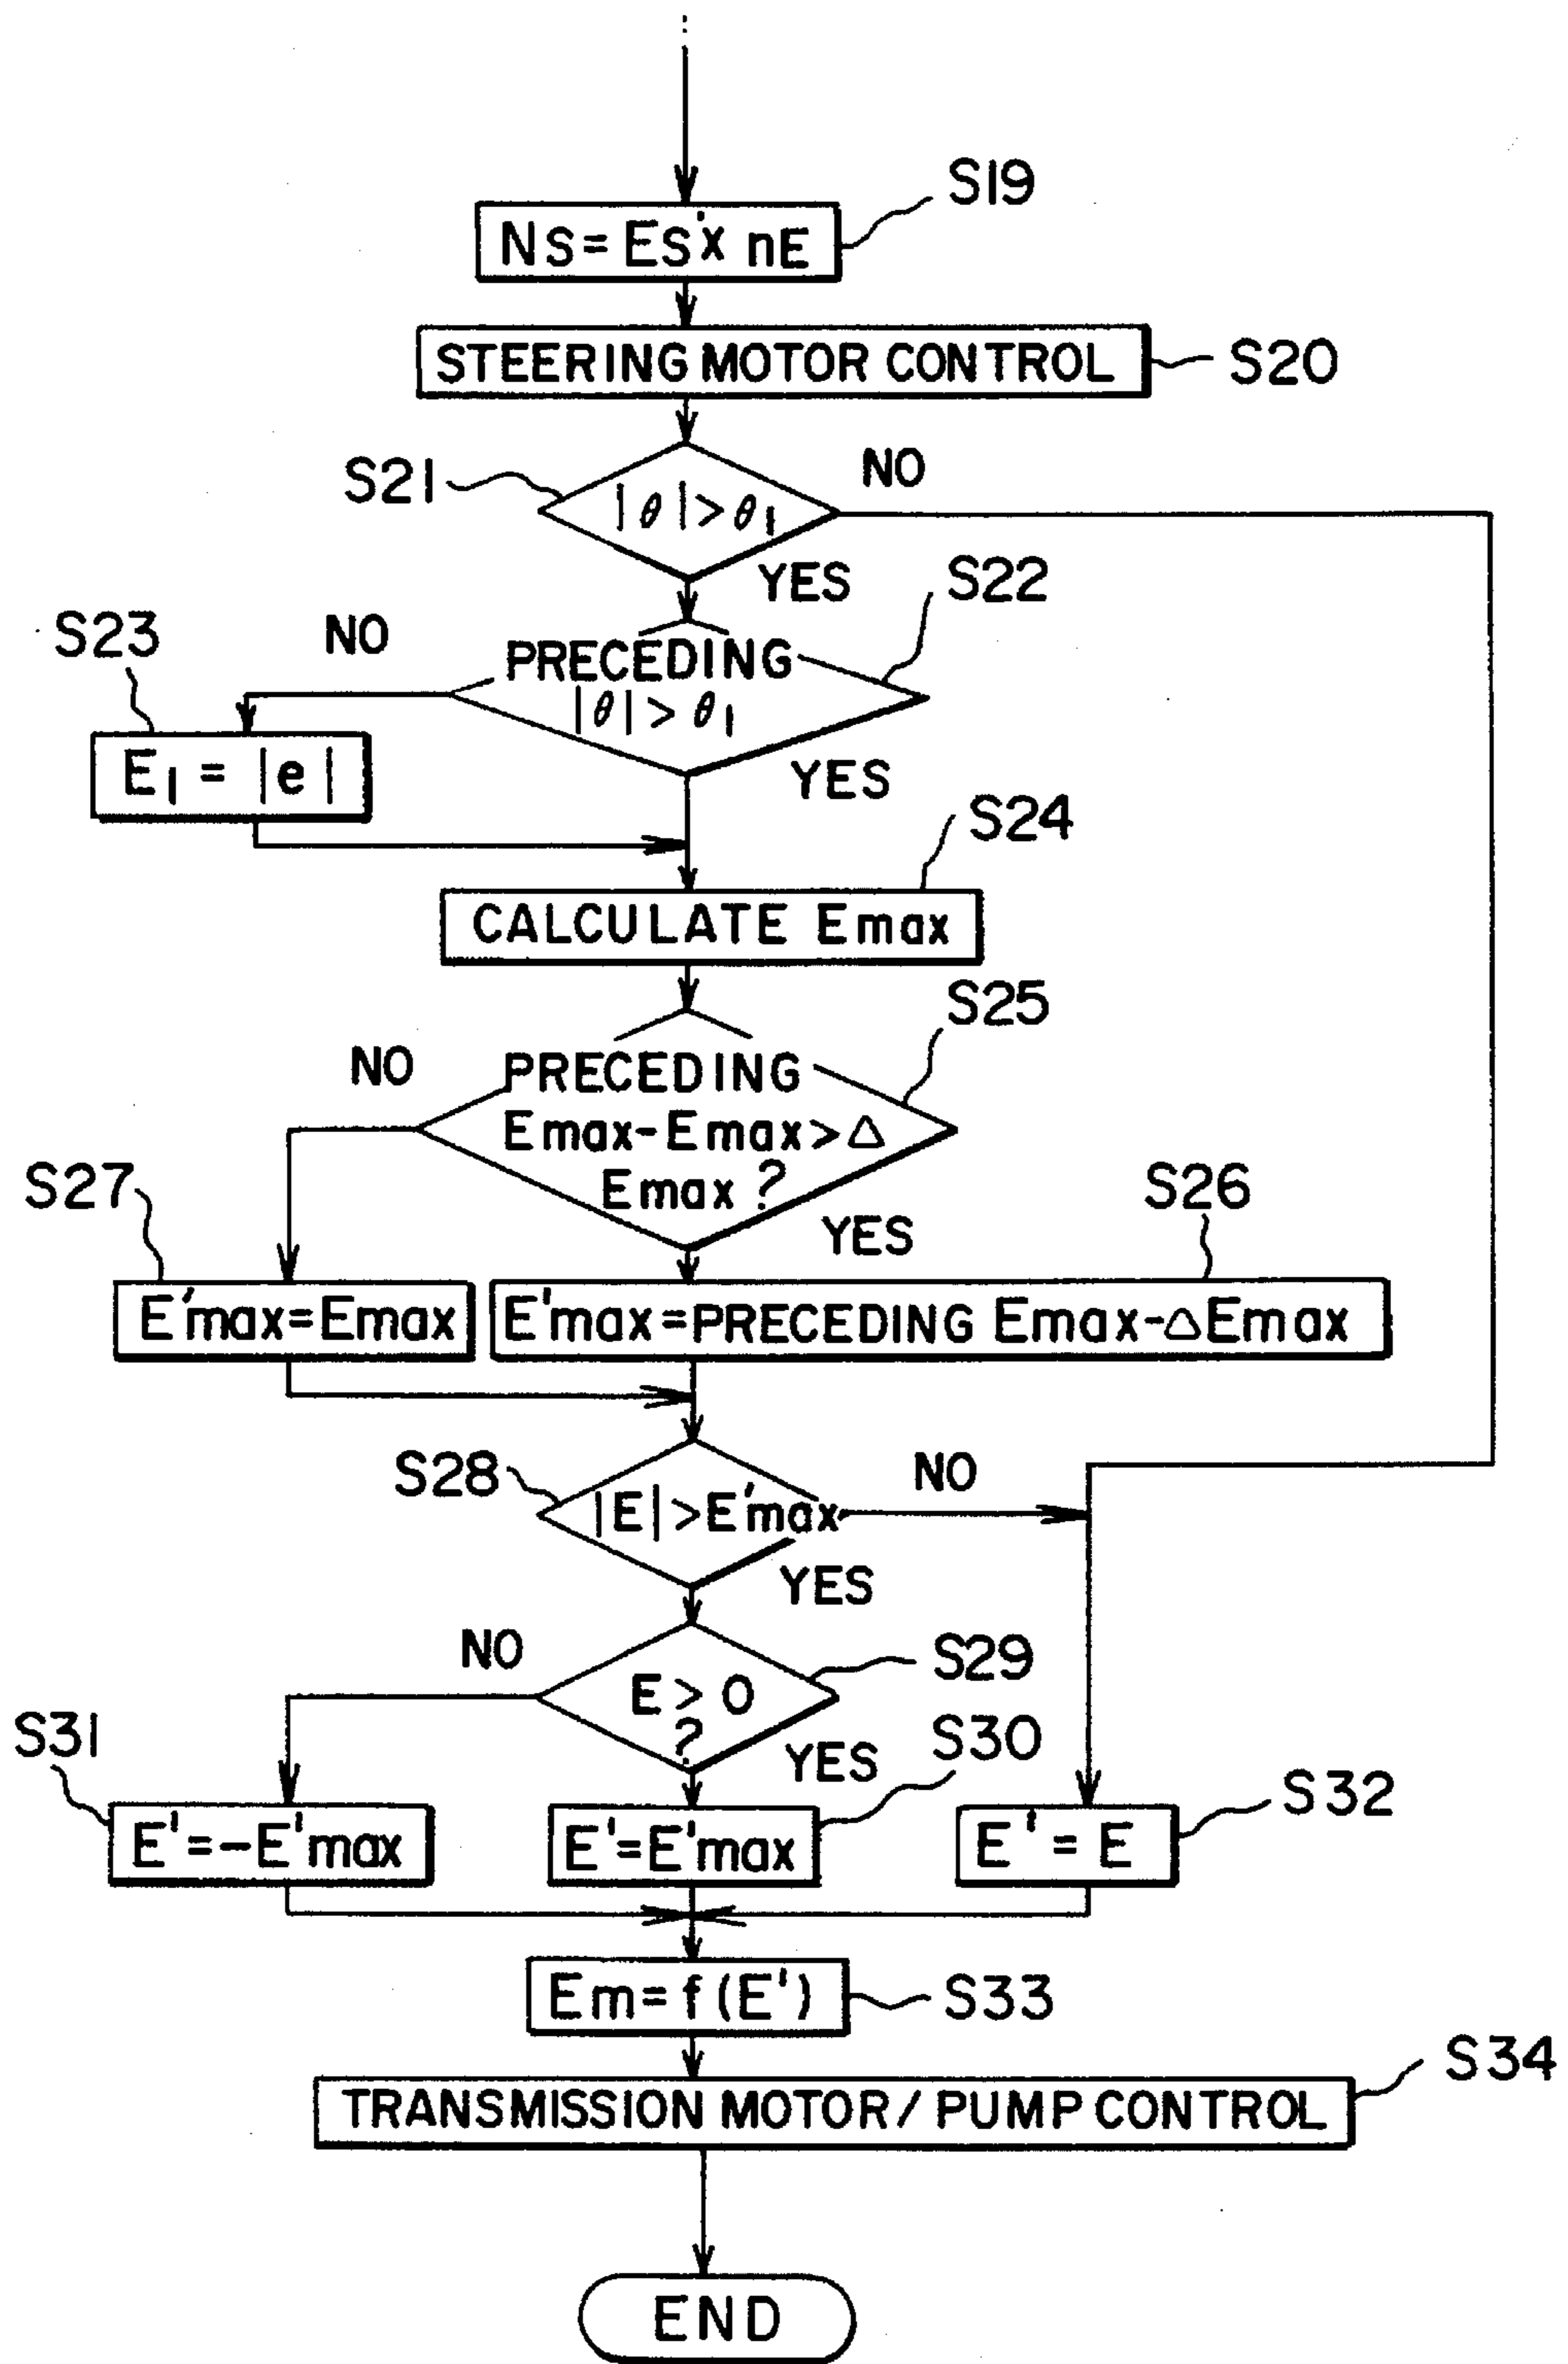 S19
Ns=Es'x nE
STEERING MOTOR CONTROL
S20
S21
NO
|θ|>θ1
YES
S22
S23
NO
PRECEDING
|θ|>θ1
E1=|e|
YES
S24
CALCULATE Emax
S25
NO
PRECEDING
Emax-Emax>△
Emax?
S27
S26
YES
E'max=Emax
E'max=PRECEDING Emax-△Emax
S28
NO
|E|>E'max
YES
NO
S29
E>0
?
S31
YES
S30
S32
E'=-E'max
E'=E'max
E'=E
Em=f(E')
S33
S34
TRANSMISSION MOTOR/PUMP CONTROL
END